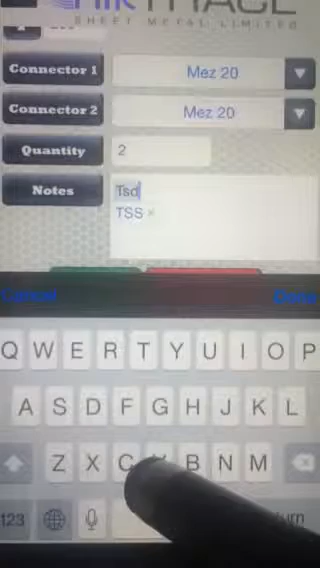 SHEET METAL LIMITED
Connector 1 Mez 20 ▼
Connector 2 Mez 20 ▼
Quantity 2
Notes Tsd
TSS ×
Cancel Done
Q W E R T Y U I O P
A S D F G H J K L
Z X C B N M
123